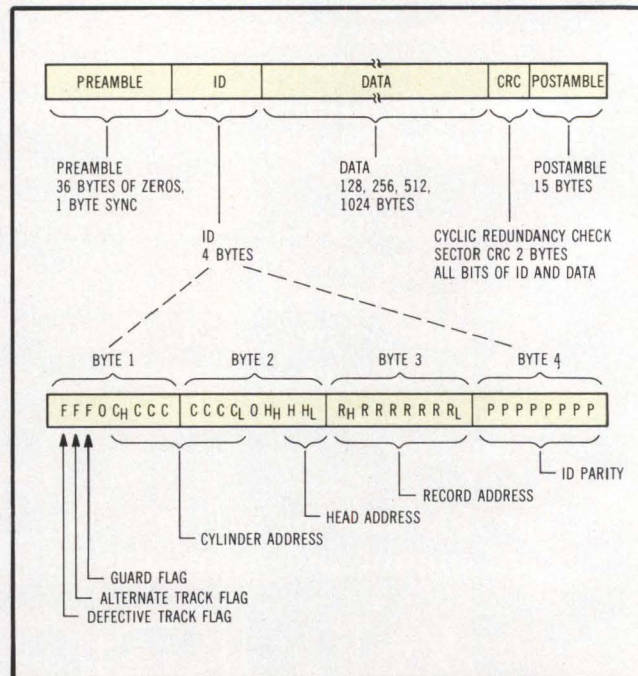 PREAMBLE ID DATA CRC POSTAMBLE
PREAMBLE
36 BYTES OF ZEROS,
1 BYTE SYNC
DATA
128, 256, 512,
1024 BYTES
POSTAMBLE
15 BYTES
ID
4 BYTES
CYCLIC REDUNDANCY CHECK
SECTOR CRC 2 BYTES
ALL BITS OF ID AND DATA
BYTE 1 BYTE 2 BYTE 3 BYTE 4
F F F O CH C C C C C C CL O HH H HL RH R R R R R R RL P P P P P P P P
ID PARITY
RECORD ADDRESS
HEAD ADDRESS
CYLINDER ADDRESS
GUARD FLAG
ALTERNATE TRACK FLAG
DEFECTIVE TRACK FLAG